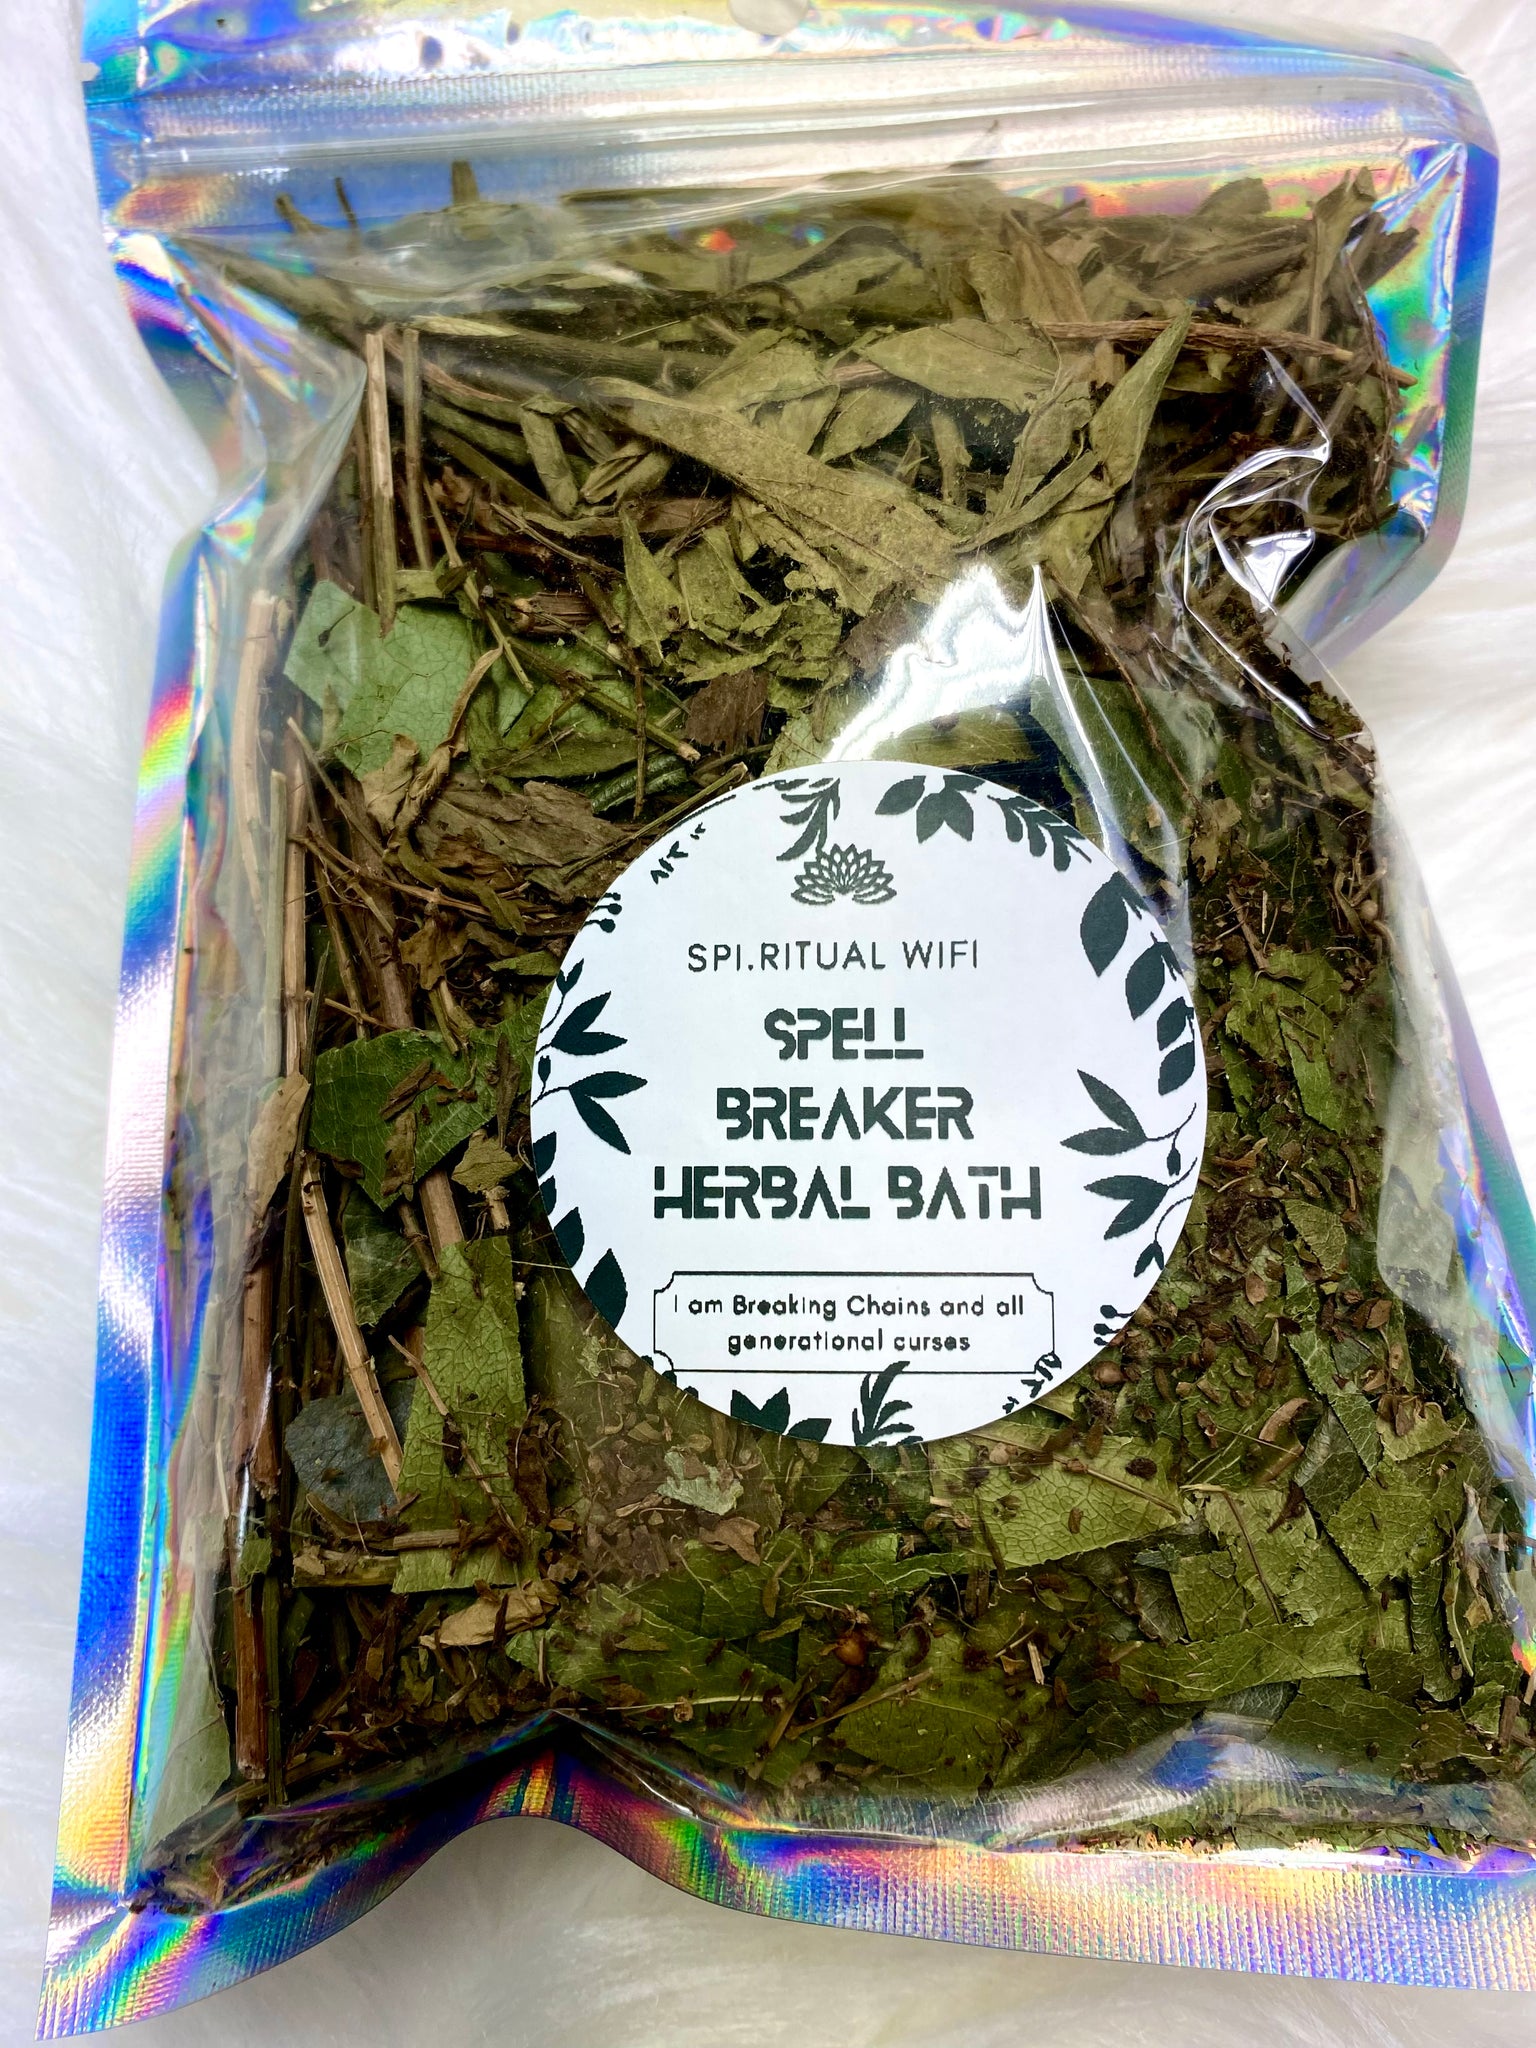 SPI.RITUAL WIFI
SPELL
BREAKER
HERBAL BATH
I am Breaking Chains and all
generational curses